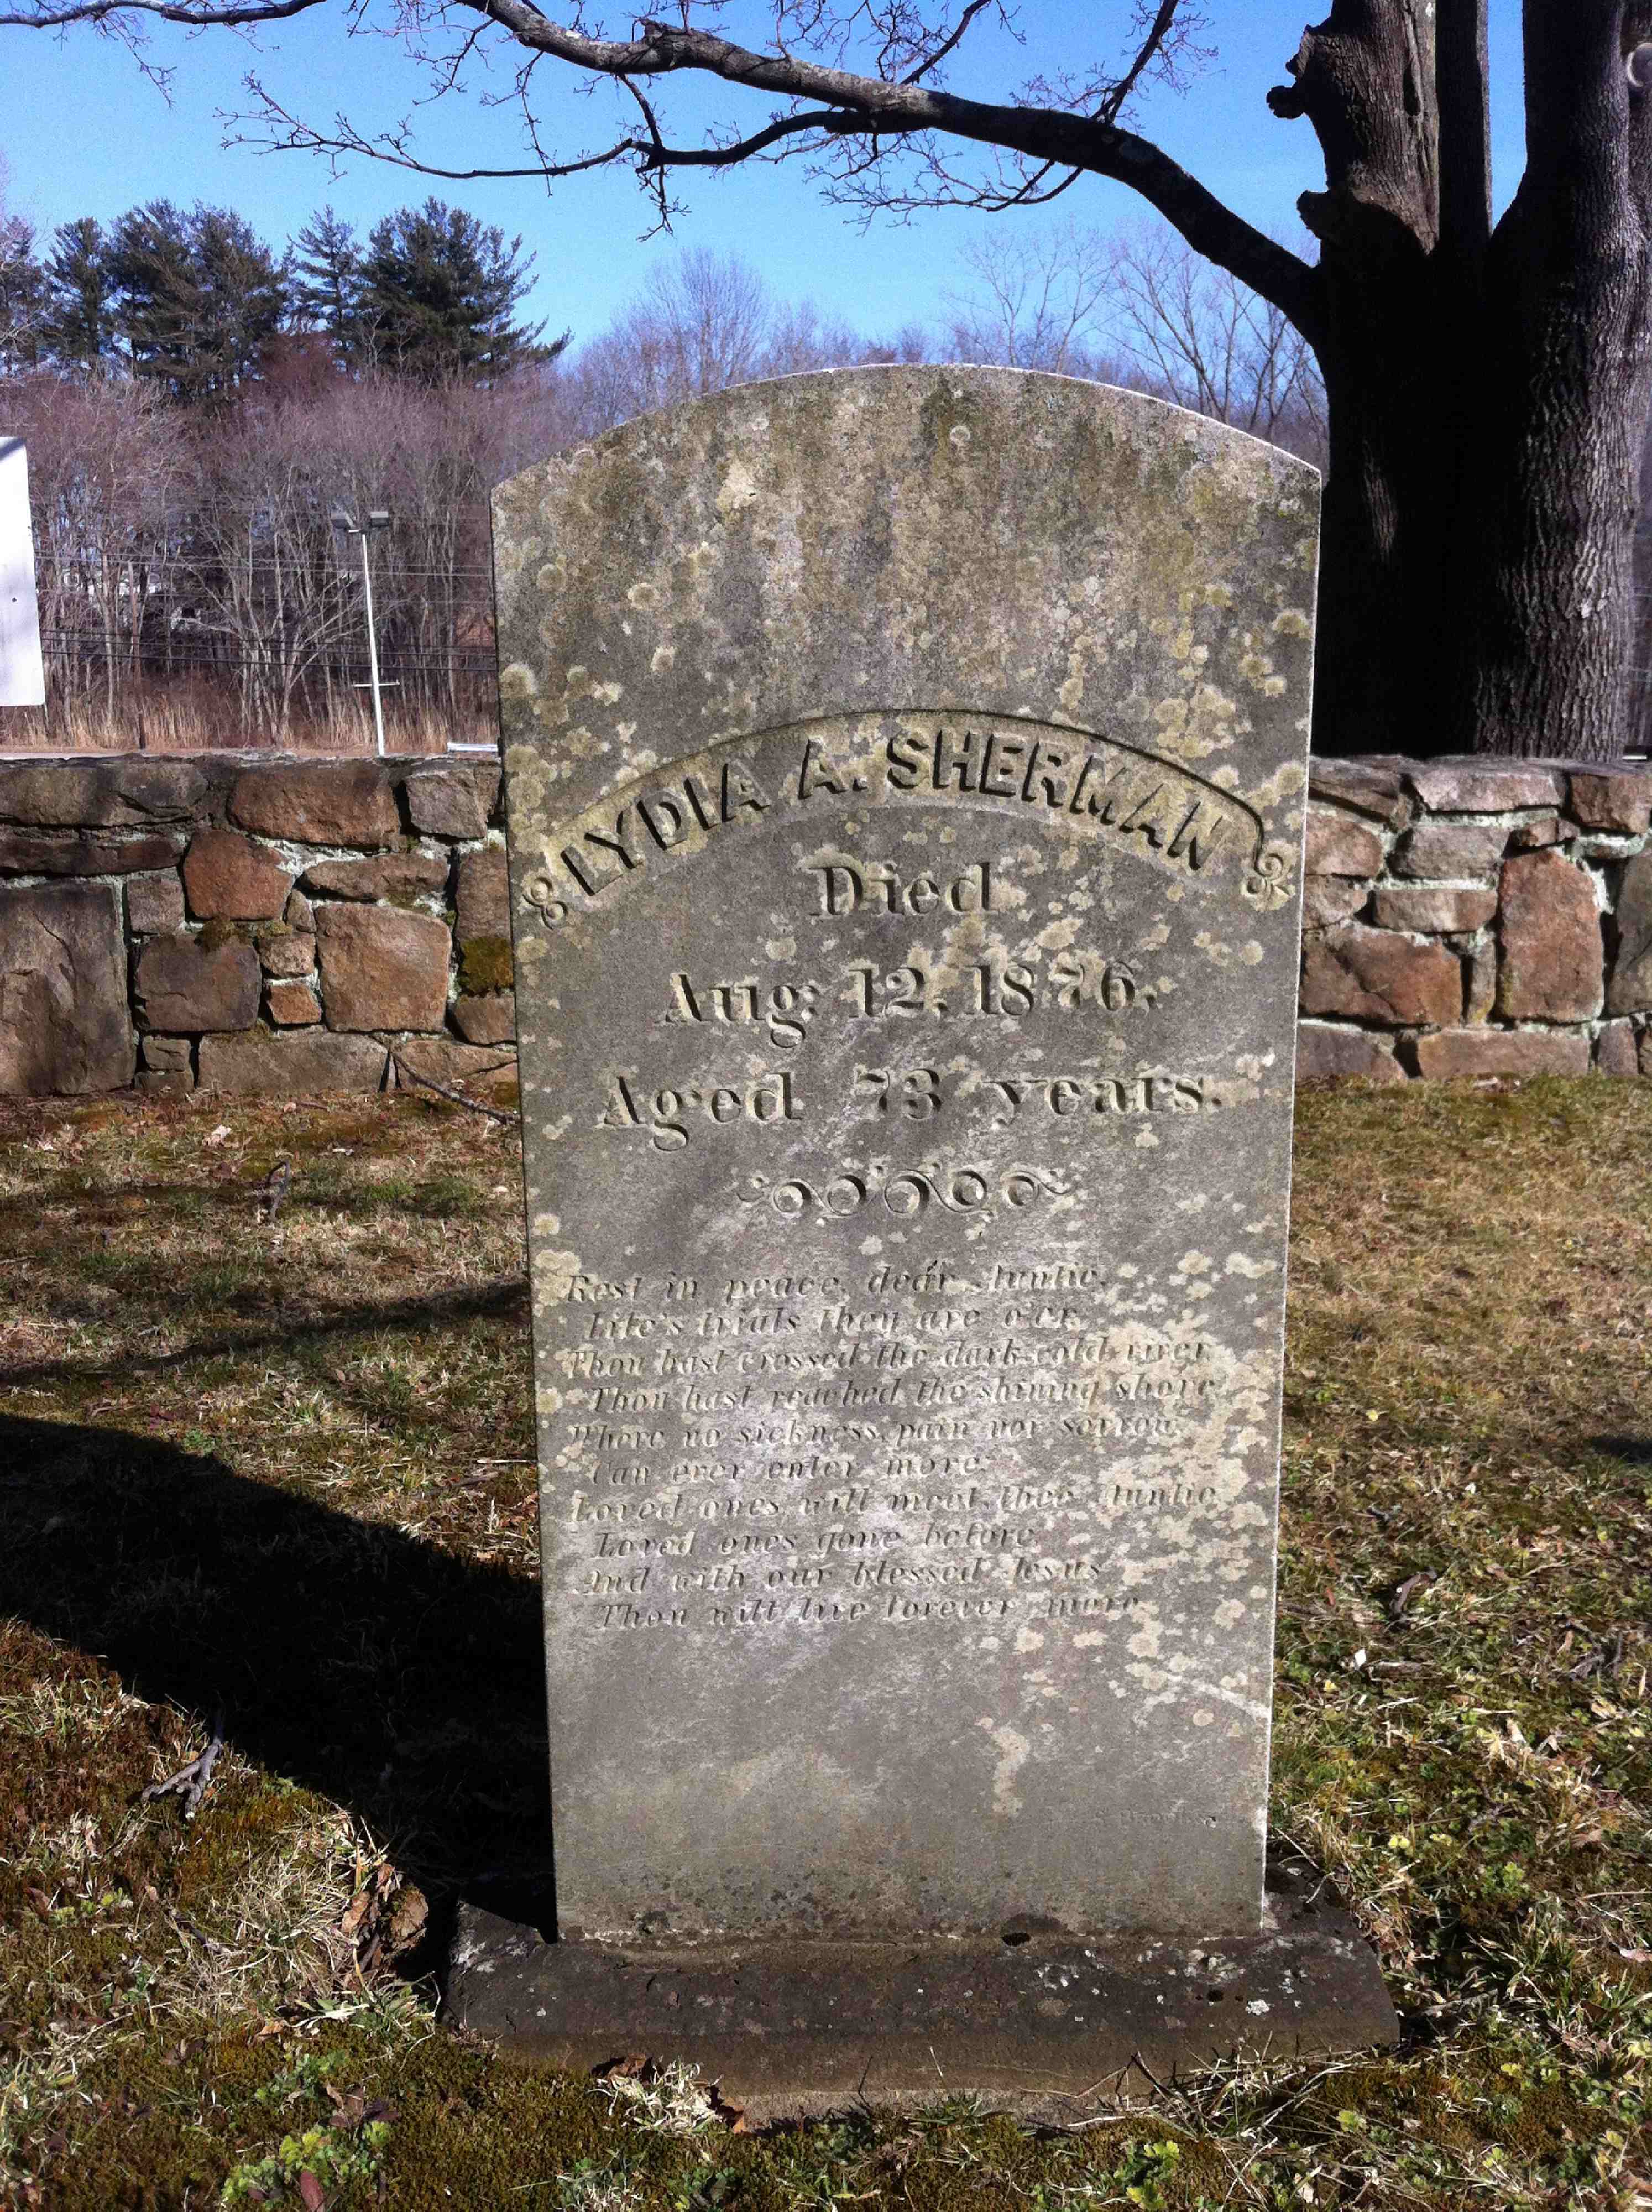 LYDIA A. SHERMAN
Died
Aug. 12, 1876.
Aged 73 years.
Rest in peace, dear Auntie,
Life's trials they are o'er,
Thou hast crossed the dark cold river
Thou hast reached the shining shore
Where no sickness, pain nor sorrow,
Can ever enter more.
Loved ones, will meet thee Auntie,
Loved ones gone before,
And with our blessed Jesus
Thou wilt live forever more